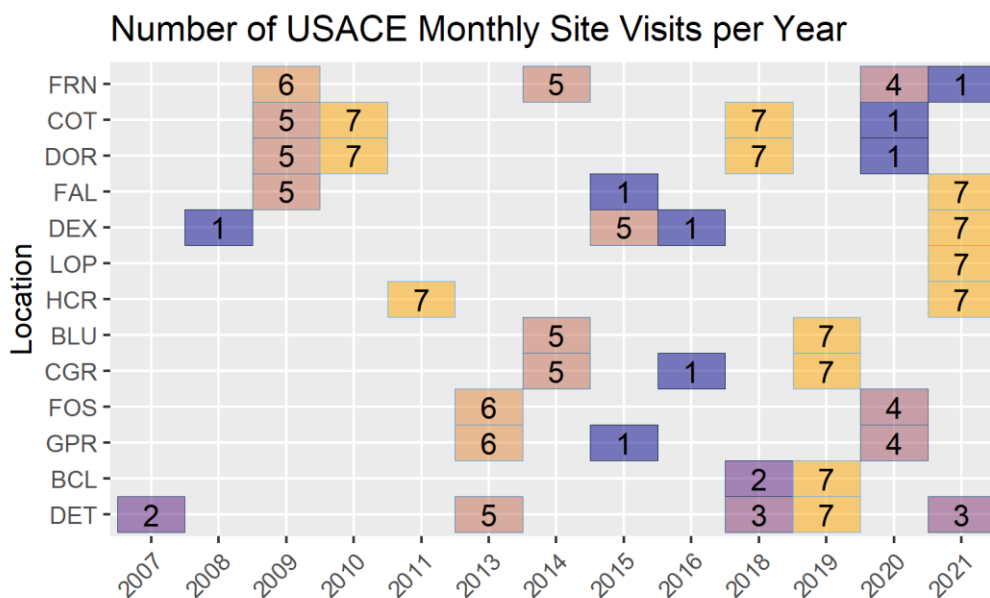 Number of USACE Monthly Site Visits per Year
Location
FRN 6 5 4 1
COT 5 7 7 1
DOR 5 7 7 1
FAL 5 1 7
DEX 1 5 1 7
LOP 7
HCR 7 7
BLU 5 7
CGR 5 1 7
FOS 6 4
GPR 6 1 4
BCL 2 7
DET 2 5 3 7 3
2007 2008 2009 2010 2011 2013 2014 2015 2016 2018 2019 2020 2021